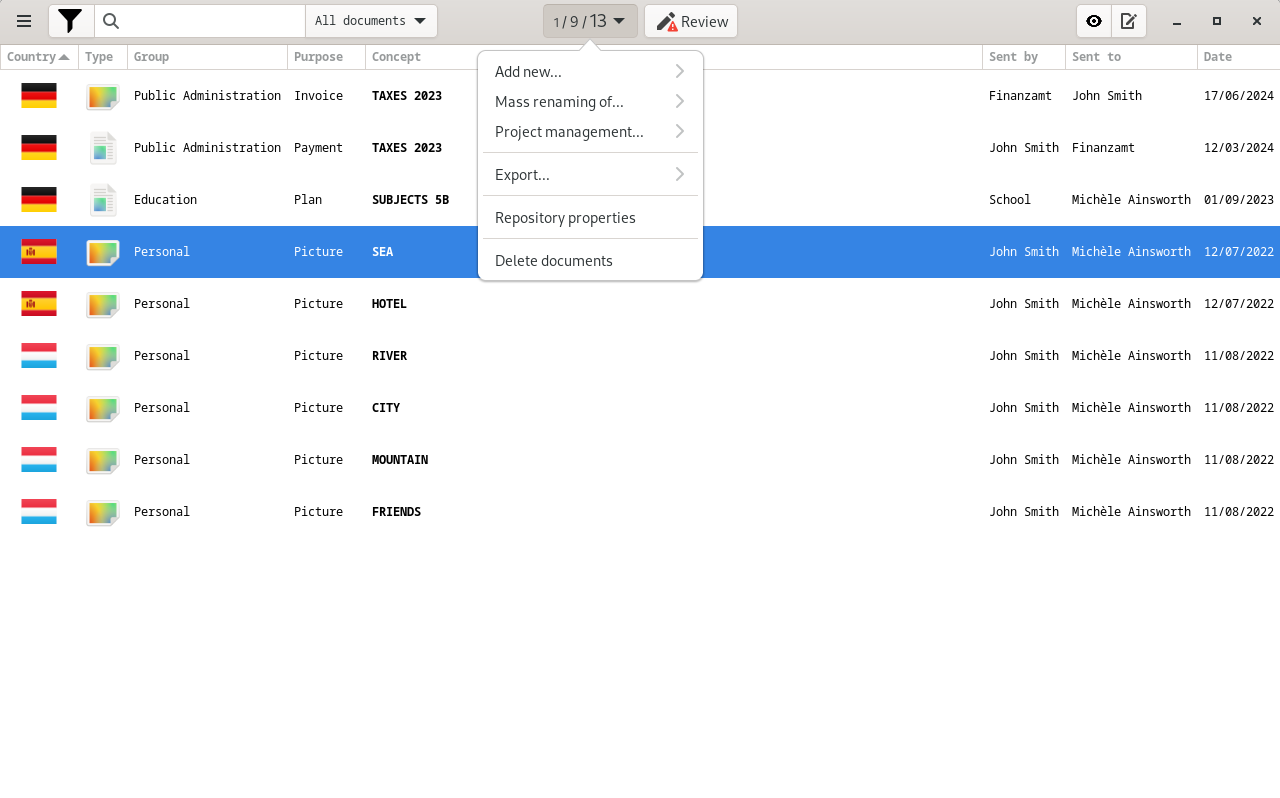 All documents 1 / 9 / 13 Review
Country Type Group Purpose Concept Sent by Sent to Date
Add new...
Mass renaming of...
Project management...
Export...
Repository properties
Delete documents
Public Administration Invoice TAXES 2023 Finanzamt John Smith 17/06/2024
Public Administration Payment TAXES 2023 John Smith Finanzamt 12/03/2024
Education Plan SUBJECTS 5B School Michèle Ainsworth 01/09/2023
Personal Picture SEA John Smith Michèle Ainsworth 12/07/2022
Personal Picture HOTEL John Smith Michèle Ainsworth 12/07/2022
Personal Picture RIVER John Smith Michèle Ainsworth 11/08/2022
Personal Picture CITY John Smith Michèle Ainsworth 11/08/2022
Personal Picture MOUNTAIN John Smith Michèle Ainsworth 11/08/2022
Personal Picture FRIENDS John Smith Michèle Ainsworth 11/08/2022